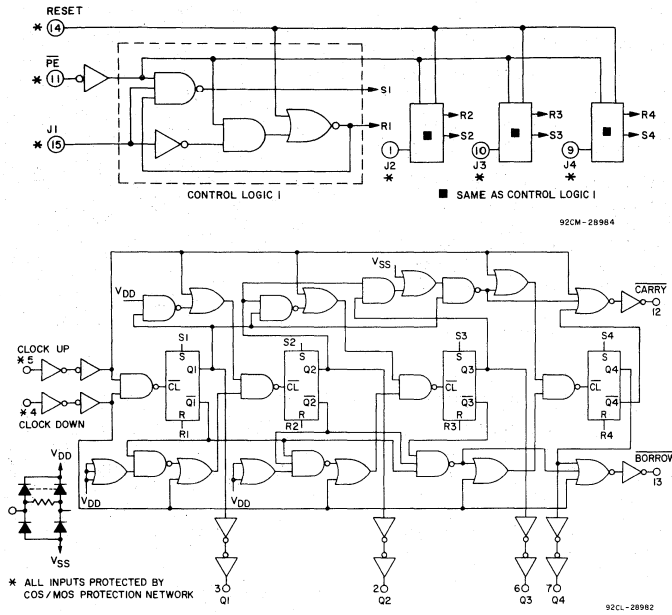 RESET
* 14
PE
* 11
J1
* 15
S1
R1
CONTROL LOGIC I
R2
S2
1
J2
*
R3
S3
10
J3
*
R4
S4
9
J4
*
■ SAME AS CONTROL LOGIC I
92CM-28984
VSS
VDD
CARRY
12
CLOCK UP
* 5
* 4
CLOCK DOWN
S1
S
Q1
CL
Q1
R
R1
S2
S
Q2
CL
Q2
R
R2
S3
S
Q3
CL
Q3
R
R3
S4
S
Q4
CL
Q4
R
R4
VDD
VDD
VDD
BORROW
13
VSS
* ALL INPUTS PROTECTED BY
COS/MOS PROTECTION NETWORK
3
Q1
2
Q2
6
Q3
7
Q4
92CL-28982